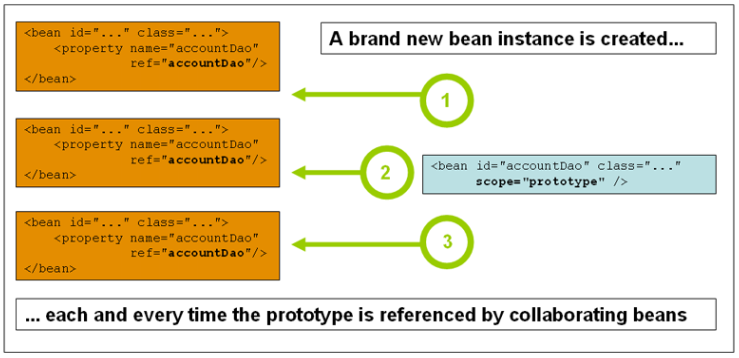 <bean id="..." class="...">
<property name="accountDao"
ref="accountDao"/>
</bean>
A brand new bean instance is created...
1
<bean id="..." class="...">
<property name="accountDao"
ref="accountDao"/>
</bean>
2
<bean id="accountDao" class="..."
scope="prototype" />
<bean id="..." class="...">
<property name="accountDao"
ref="accountDao"/>
</bean>
3
... each and every time the prototype is referenced by collaborating beans